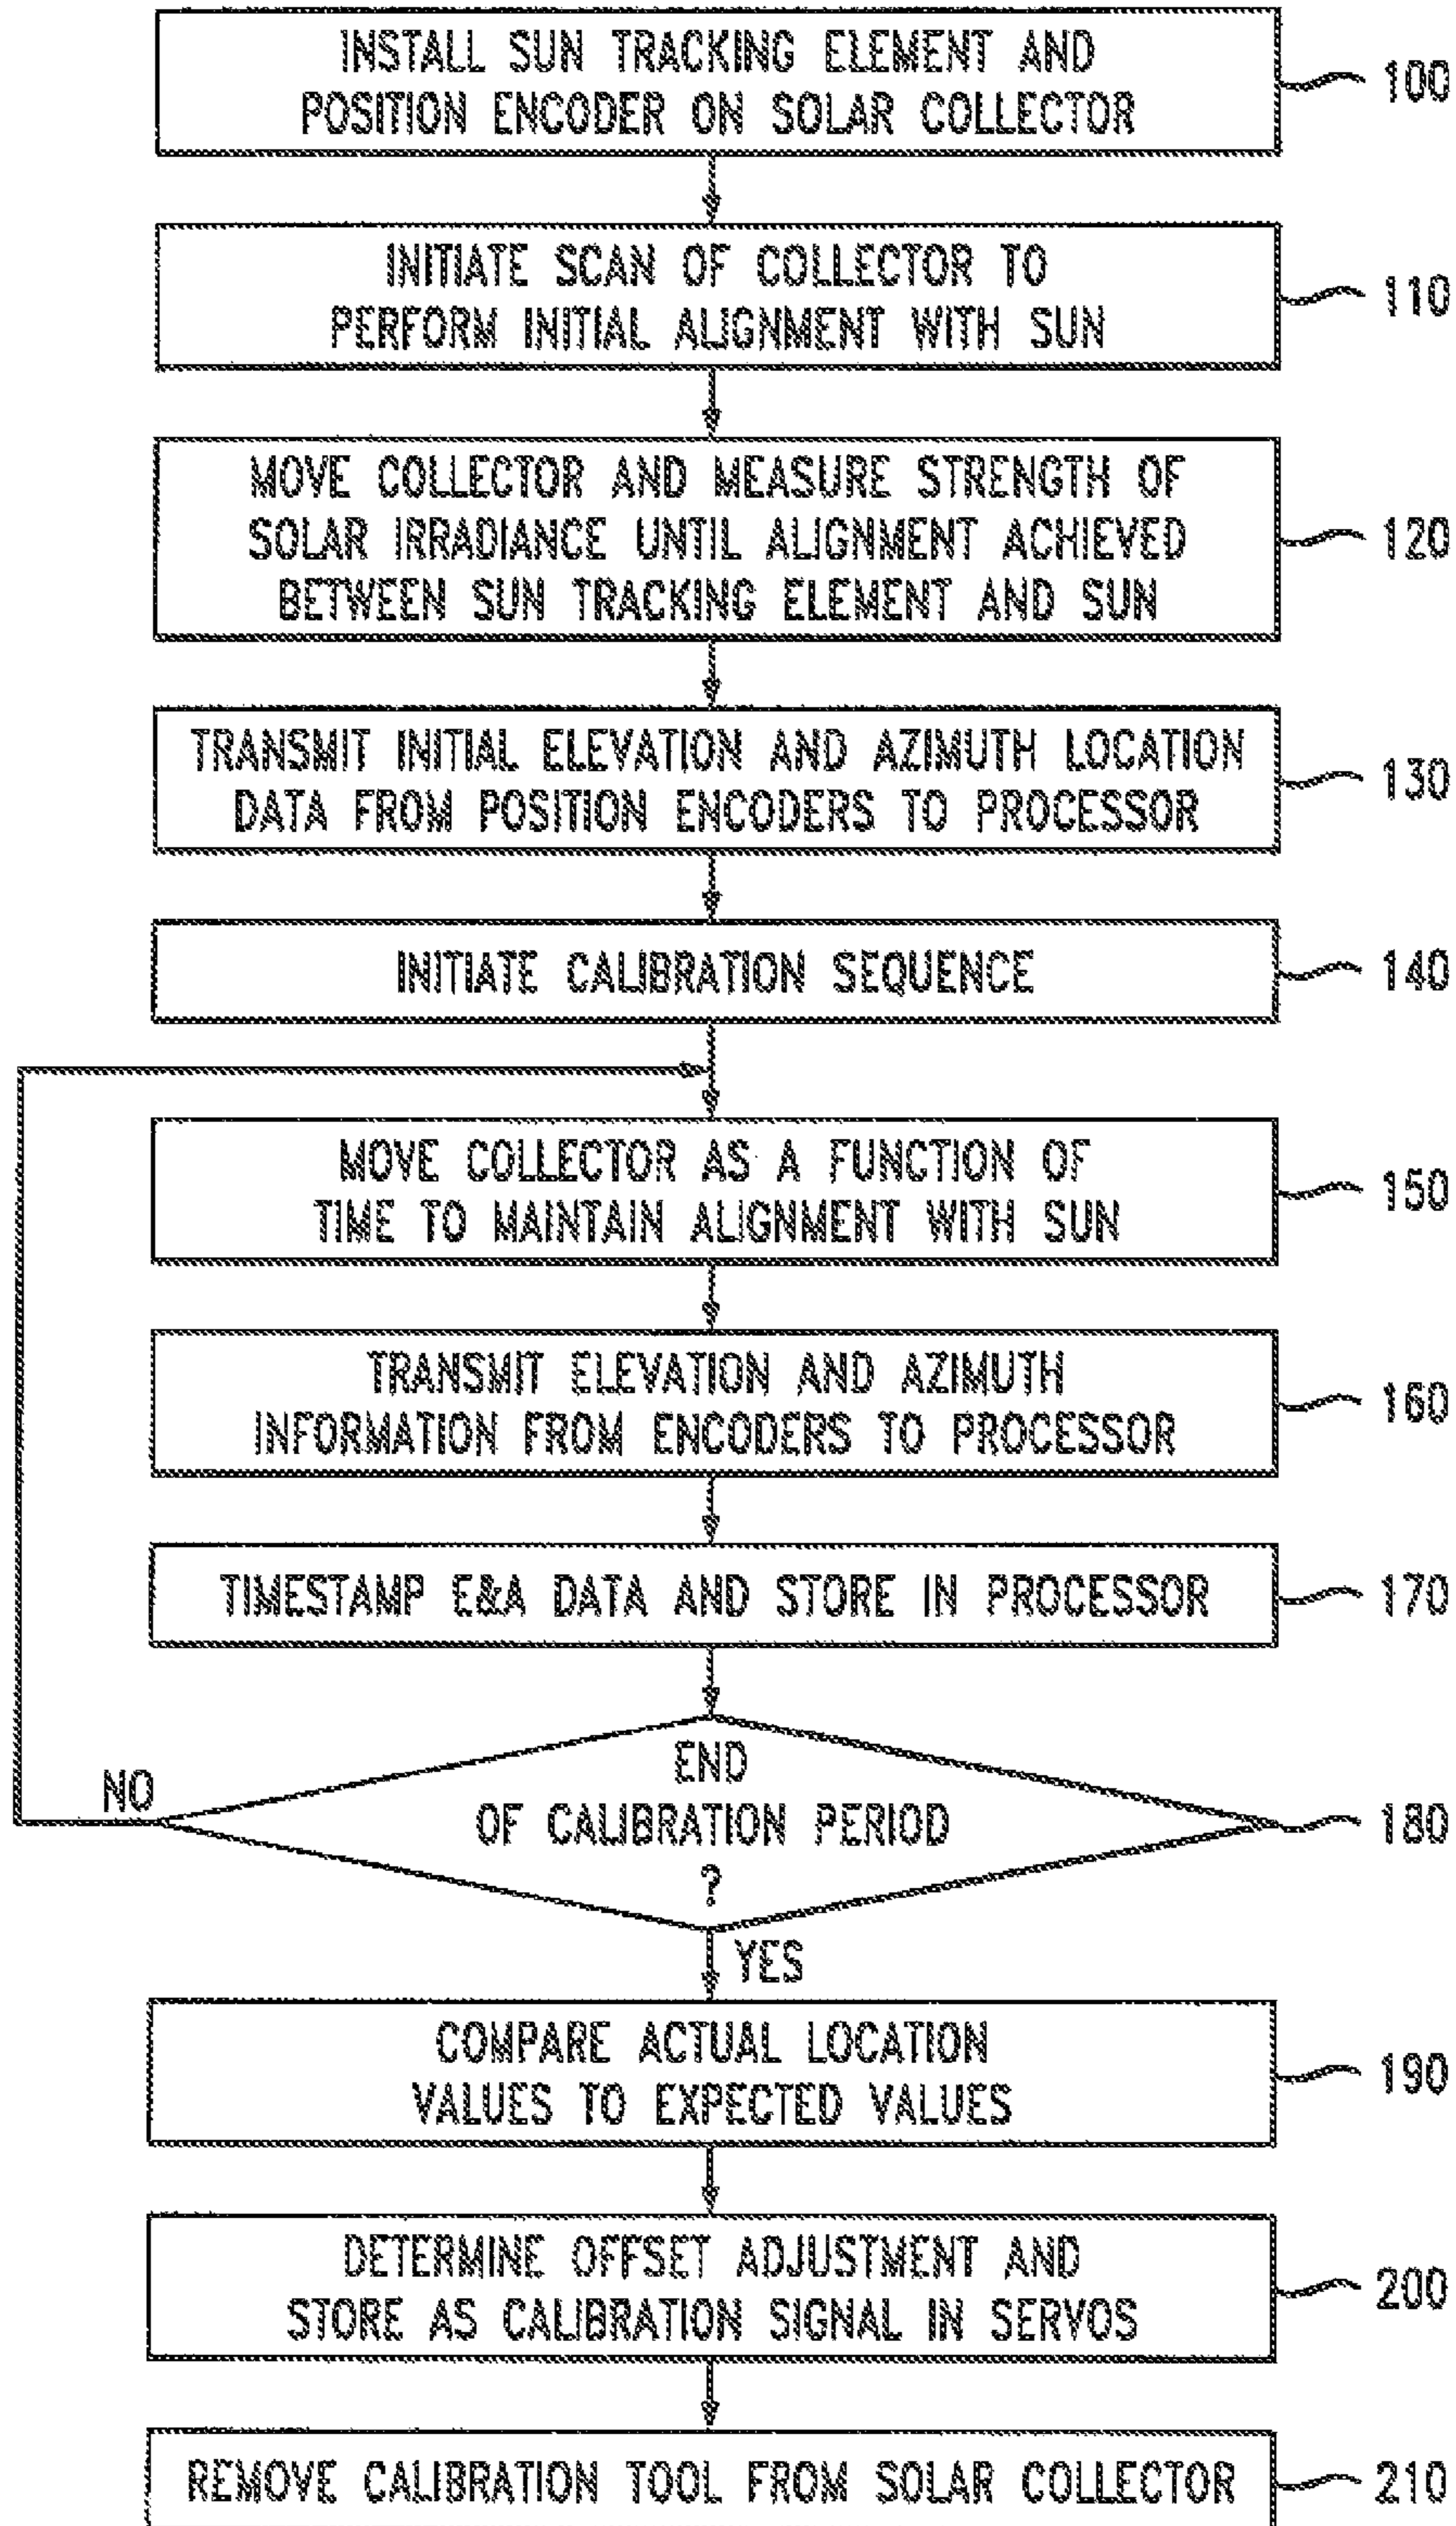 INSTALL SUN TRACKING ELEMENT AND
POSITION ENCODER ON SOLAR COLLECTOR
100
INITIATE SCAN OF COLLECTOR TO
PERFORM INITIAL ALIGNMENT WITH SUN
110
MOVE COLLECTOR AND MEASURE STRENGTH OF
SOLAR IRRADIANCE UNTIL ALIGNMENT ACHIEVED
BETWEEN SUN TRACKING ELEMENT AND SUN
120
TRANSMIT INITIAL ELEVATION AND AZIMUTH LOCATION
DATA FROM POSITION ENCODERS TO PROCESSOR
130
INITIATE CALIBRATION SEQUENCE
140
MOVE COLLECTOR AS A FUNCTION OF
TIME TO MAINTAIN ALIGNMENT WITH SUN
150
TRANSMIT ELEVATION AND AZIMUTH
INFORMATION FROM ENCODERS TO PROCESSOR
160
TIMESTAMP E&A DATA AND STORE IN PROCESSOR
170
END
OF CALIBRATION PERIOD
?
180
NO
YES
COMPARE ACTUAL LOCATION
VALUES TO EXPECTED VALUES
190
DETERMINE OFFSET ADJUSTMENT AND
STORE AS CALIBRATION SIGNAL IN SERVOS
200
REMOVE CALIBRATION TOOL FROM SOLAR COLLECTOR
210